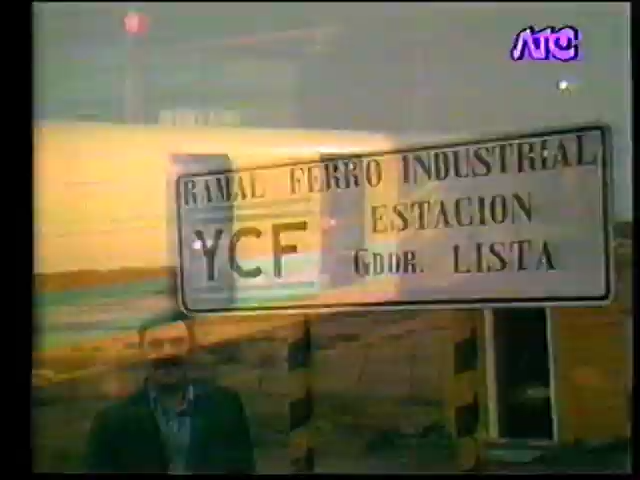 ATC
RAMAL FERRO INDUSTRIAL
YCF
ESTACION
GDOR. LISTA